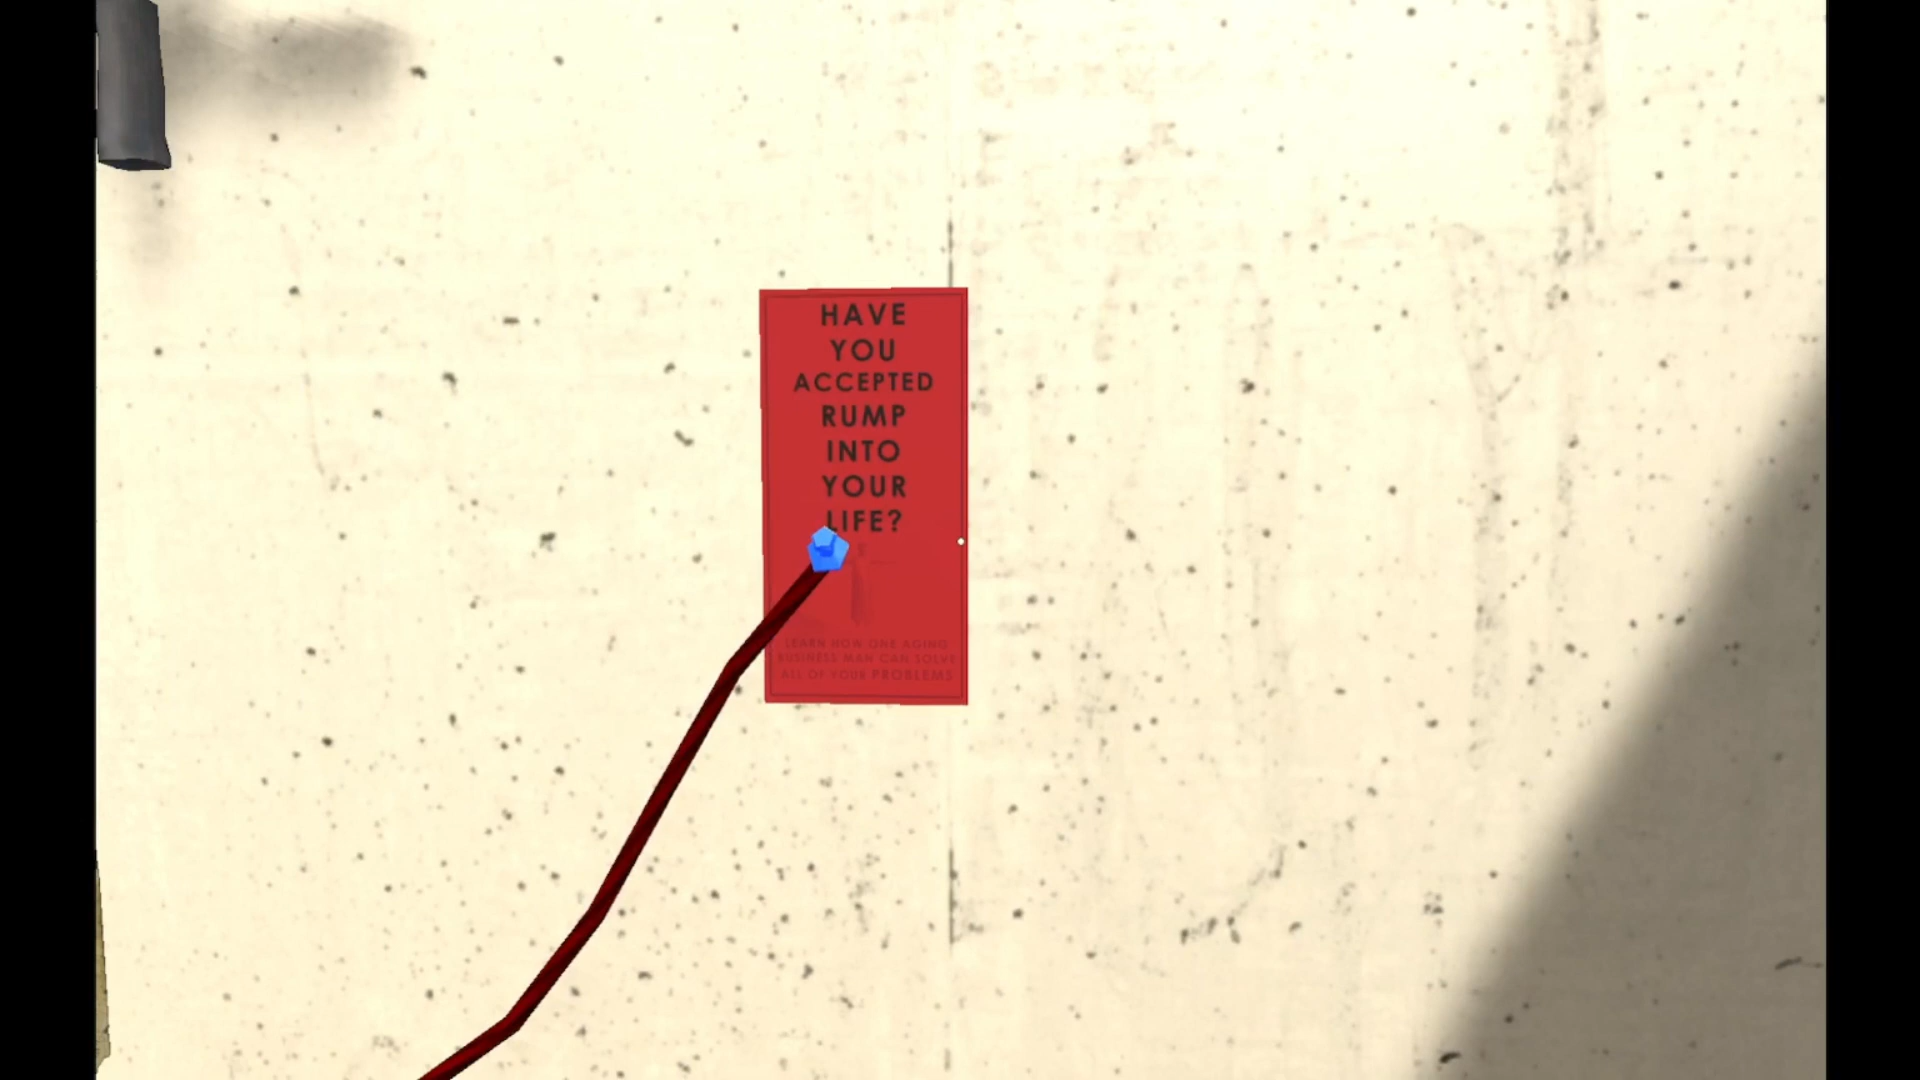 HAVE
YOU
ACCEPTED
RUMP
INTO
YOUR
LIFE?
LEARN HOW ONE AGING
BUSINESS MAN CAN SOLVE
ALL OF YOUR PROBLEMS